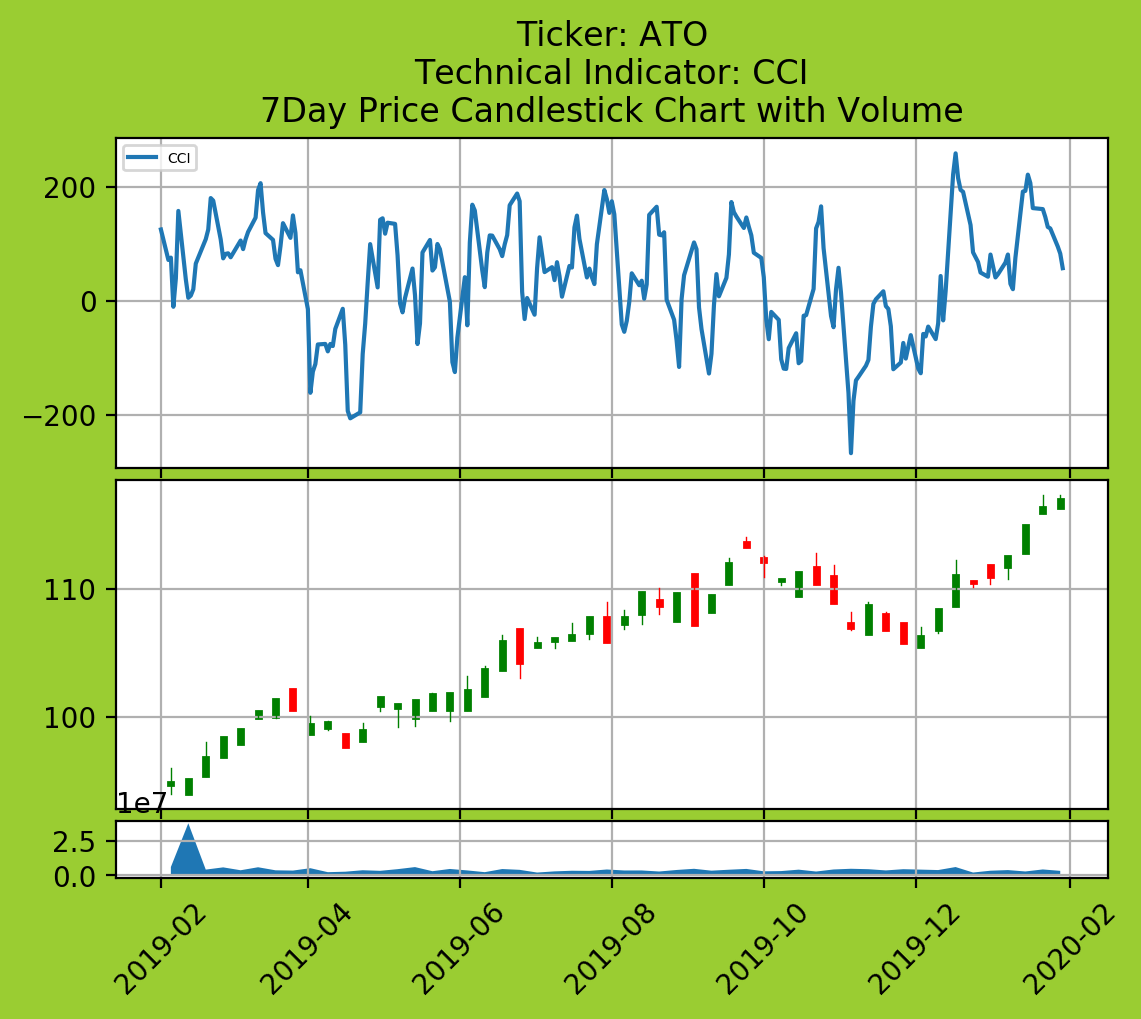 Ticker: ATO
Technical Indicator: CCI
7Day Price Candlestick Chart with Volume
CCI
200
0
−200
110
100
1e7
2.5
0.0
2019-02
2019-04
2019-06
2019-08
2019-10
2019-12
2020-02